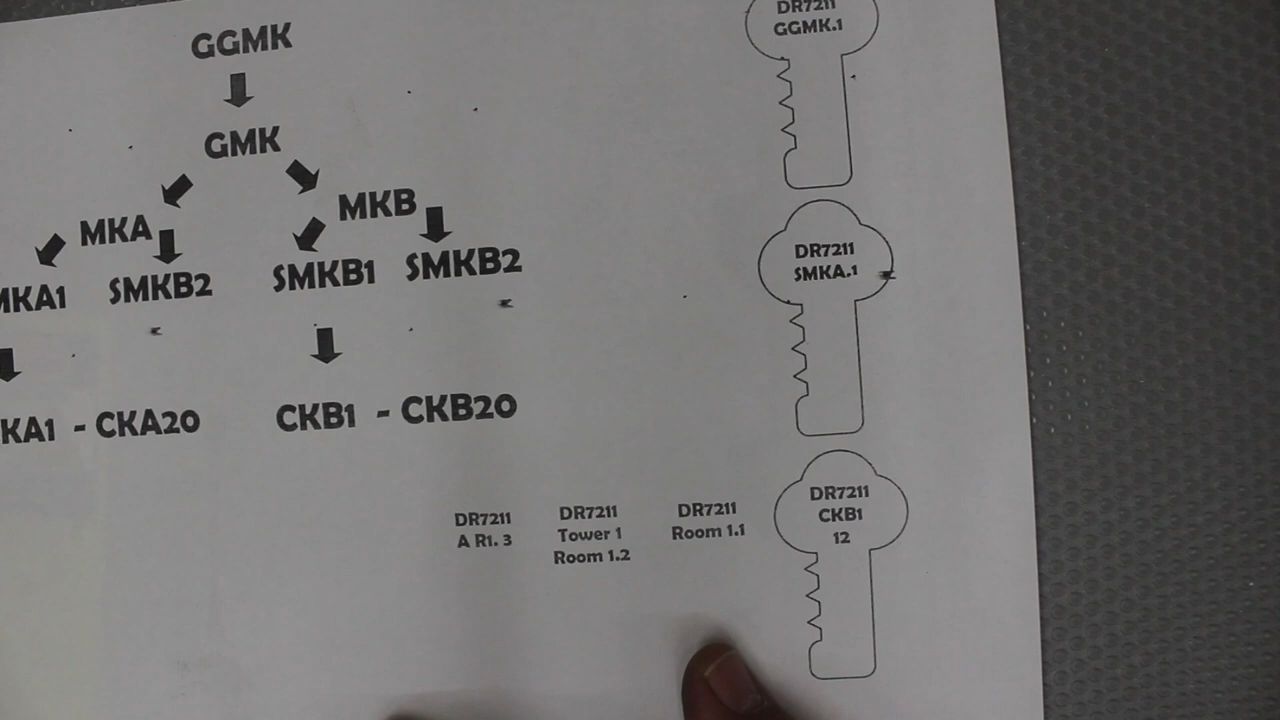 GGMK
GMK
MKA
MKB
MKA1
SMKB2
SMKB1
SMKB2
KA1 - CKA20
CKB1 - CKB20
DR7211
A R1. 3
DR7211
Tower 1
Room 1.2
DR7211
Room 1.1
DR7211
GGMK.1
DR7211
SMKA.1
DR7211
CKB1
12